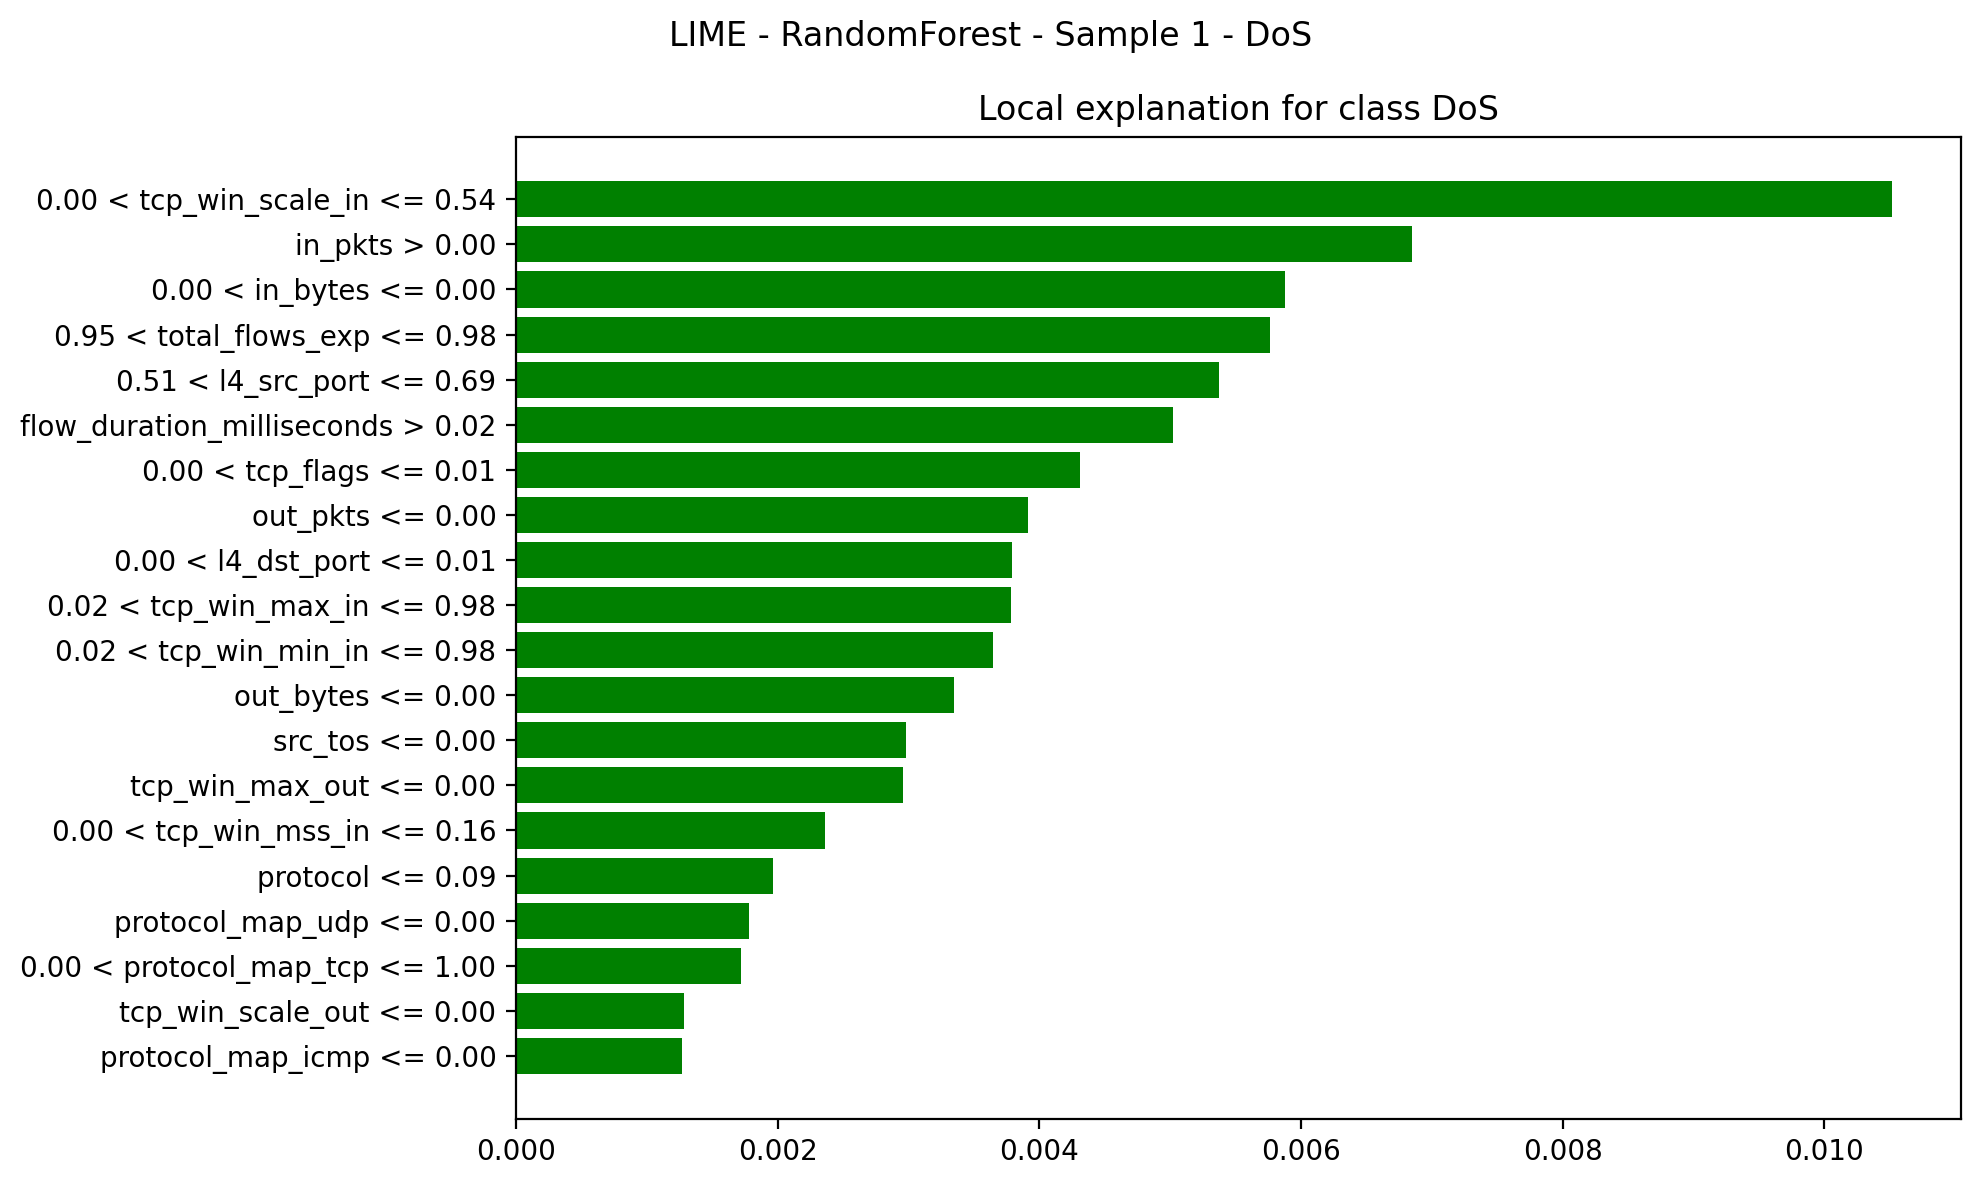 LIME - RandomForest - Sample 1 - DoS
Local explanation for class DoS
0.00 < tcp_win_scale_in <= 0.54
in_pkts > 0.00
0.00 < in_bytes <= 0.00
0.95 < total_flows_exp <= 0.98
0.51 < l4_src_port <= 0.69
flow_duration_milliseconds > 0.02
0.00 < tcp_flags <= 0.01
out_pkts <= 0.00
0.00 < l4_dst_port <= 0.01
0.02 < tcp_win_max_in <= 0.98
0.02 < tcp_win_min_in <= 0.98
out_bytes <= 0.00
src_tos <= 0.00
tcp_win_max_out <= 0.00
0.00 < tcp_win_mss_in <= 0.16
protocol <= 0.09
protocol_map_udp <= 0.00
0.00 < protocol_map_tcp <= 1.00
tcp_win_scale_out <= 0.00
protocol_map_icmp <= 0.00
0.000 0.002 0.004 0.006 0.008 0.010